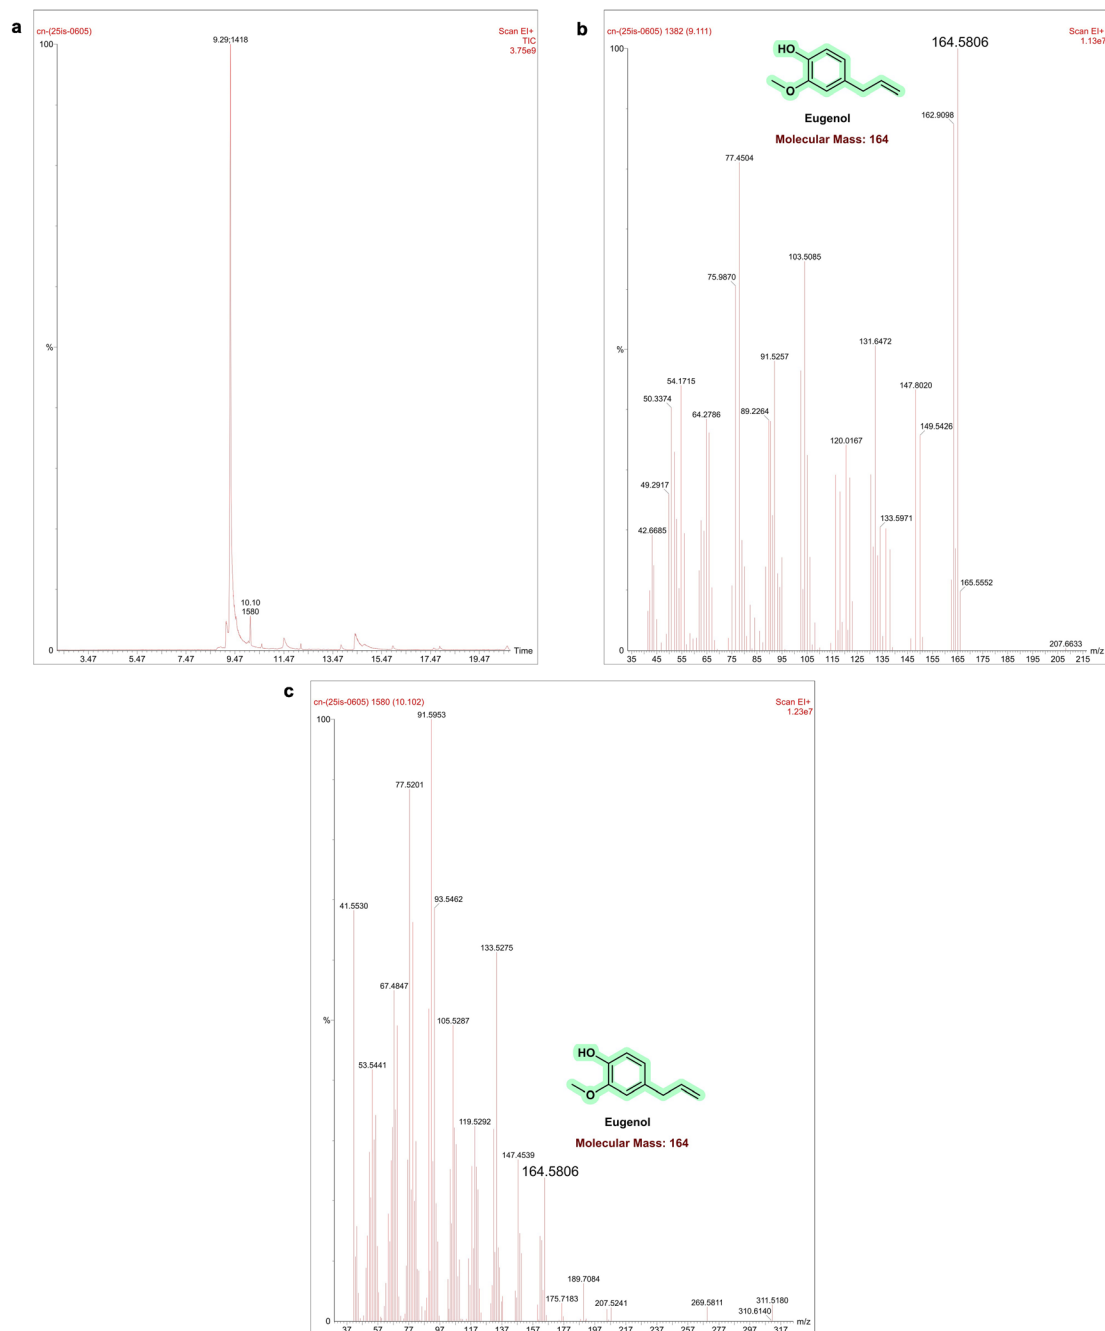 a
cn-(25is-0605)
Scan EI+
TIC
3.75e9
100
%
0
9.29;1418
10.10
1580
3.47 5.47 7.47 9.47 11.47 13.47 15.47 17.47 19.47
Time
b
cn-(25is-0605) 1382 (9.111)
Scan EI+
1.13e7
100
%
0
HO
O
Eugenol
Molecular Mass: 164
164.5806
162.9098
77.4504
75.9870
103.5085
131.6472
91.5257
54.1715
50.3374
64.2786
89.2264
147.8020
149.5426
120.0167
49.2917
42.6685
133.5971
165.5552
207.6633
35 45 55 65 75 85 95 105 115 125 135 145 155 165 175 185 195 205 215
m/z
c
cn-(25is-0605) 1580 (10.102)
Scan EI+
1.23e7
100
%
0
91.5953
77.5201
41.5530
93.5462
133.5275
67.4847
105.5287
53.5441
119.5292
147.4539
164.5806
HO
O
Eugenol
Molecular Mass: 164
189.7084
175.7183
207.5241
269.5811
311.5180
310.6140
37 57 77 97 117 137 157 177 197 217 237 257 277 297 317
m/z